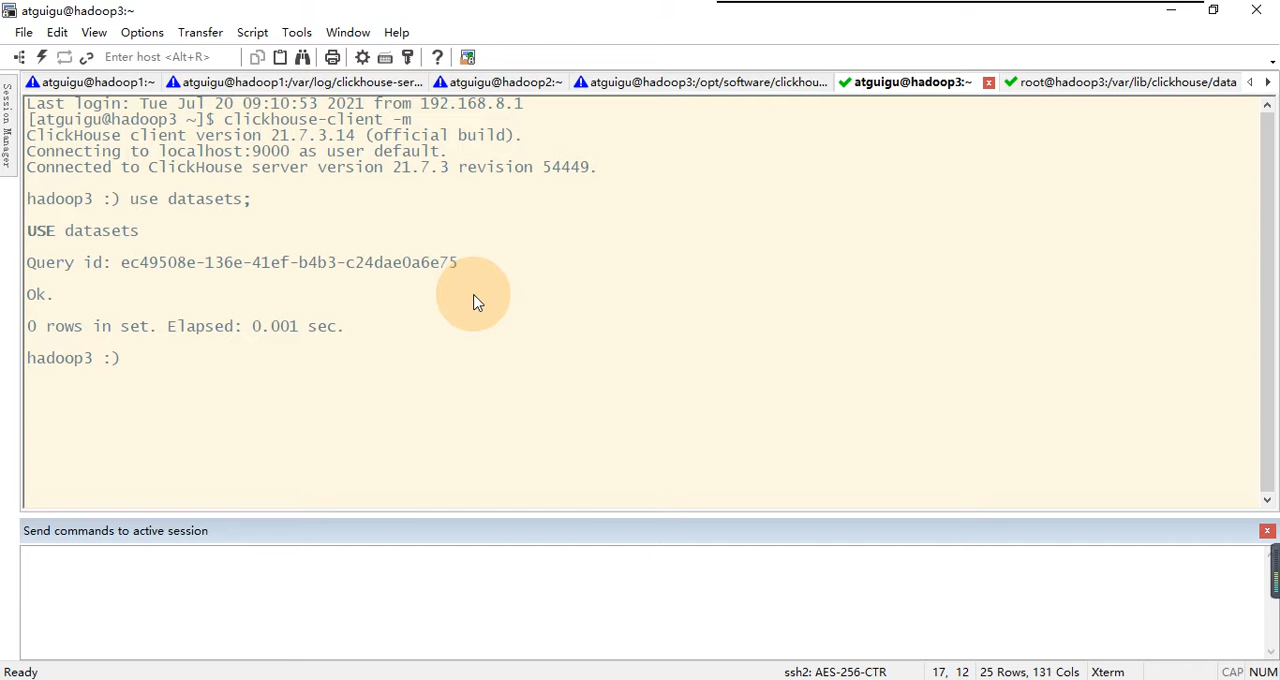 atguigu@hadoop3:~
File Edit View Options Transfer Script Tools Window Help
Enter host <Alt+R>
atguigu@hadoop1:~ atguigu@hadoop1:/var/log/clickhouse-ser... atguigu@hadoop2:~ atguigu@hadoop3:/opt/software/clickhou... atguigu@hadoop3:~ root@hadoop3:/var/lib/clickhouse/data
Session Manager
Last login: Tue Jul 20 09:10:53 2021 from 192.168.8.1
[atguigu@hadoop3 ~]$ clickhouse-client -m
ClickHouse client version 21.7.3.14 (official build).
Connecting to localhost:9000 as user default.
Connected to ClickHouse server version 21.7.3 revision 54449.
hadoop3 :) use datasets;
USE datasets
Query id: ec49508e-136e-41ef-b4b3-c24dae0a6e75
Ok.
0 rows in set. Elapsed: 0.001 sec.
hadoop3 :)
Send commands to active session
Ready ssh2: AES-256-CTR 17, 12 25 Rows, 131 Cols Xterm CAP NUM